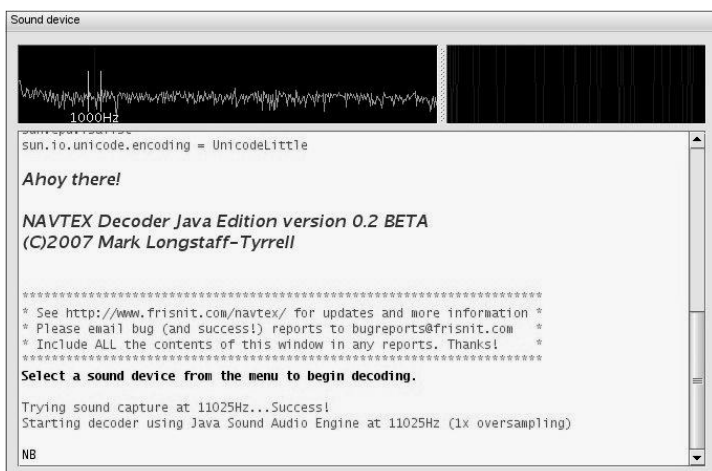 Sound device
1000Hz
sun.io.unicode.encoding = UnicodeLittle
Ahoy there!
NAVTEX Decoder Java Edition version 0.2 BETA
(C)2007 Mark Longstaff-Tyrrell
******************************************************************
* See http://www.frisnit.com/navtex/ for updates and more information *
* Please email bug (and success!) reports to bugreports@frisnit.com *
* Include ALL the contents of this window in any reports. Thanks! *
******************************************************************
Select a sound device from the menu to begin decoding.
Trying sound capture at 11025Hz...Success!
Starting decoder using Java Sound Audio Engine at 11025Hz (1x oversampling)
NB